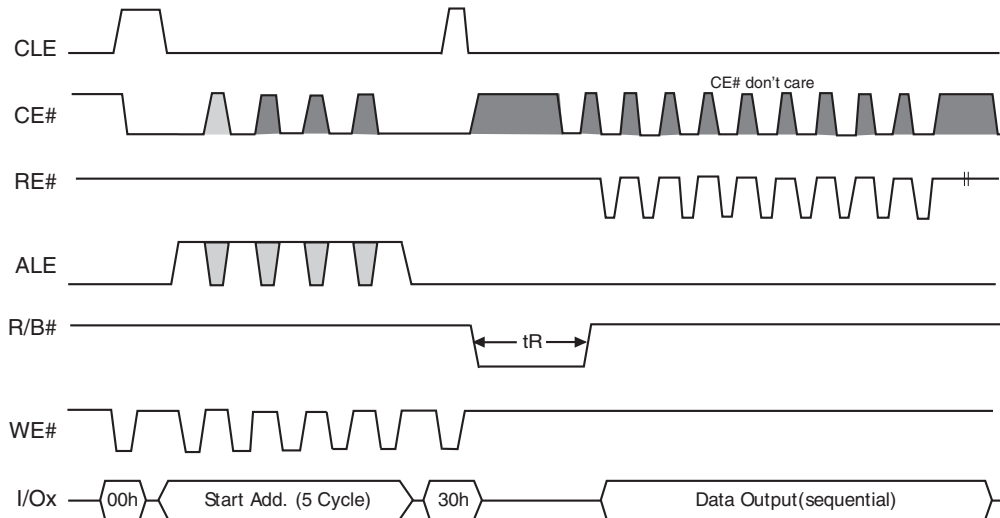 CLE
CE# don't care
CE#
RE#
ALE
R/B#
tR
WE#
I/Ox 00h Start Add. (5 Cycle) 30h Data Output(sequential)